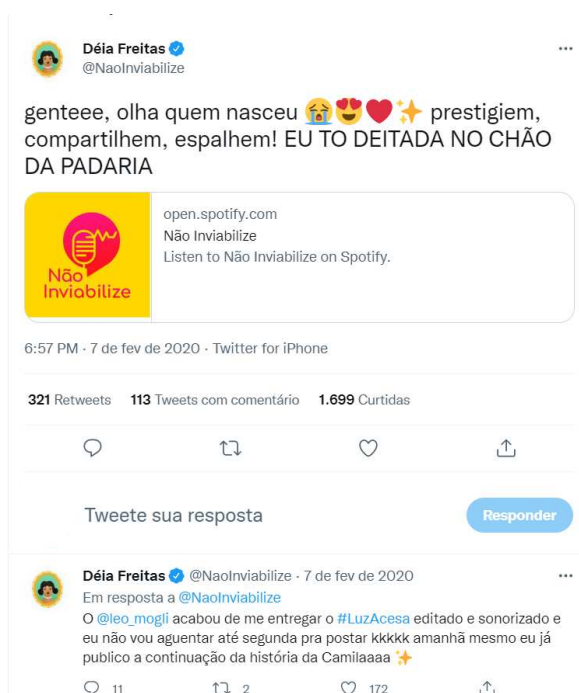 Déia Freitas
@NaoInviabilize
genteee, olha quem nasceu 😭😍❤️✨ prestigiem,
compartilhem, espalhem! EU TO DEITADA NO CHÃO
DA PADARIA
open.spotify.com
Não Inviabilize
Listen to Não Inviabilize on Spotify.
Não
Inviabilize
6:57 PM · 7 de fev de 2020 · Twitter for iPhone
321 Retweets 113 Tweets com comentário 1.699 Curtidas
Tweete sua resposta
Responder
Déia Freitas @NaoInviabilize · 7 de fev de 2020
Em resposta a @NaoInviabilize
O @leo_mogli acabou de me entregar o #LuzAcesa editado e sonorizado e
eu não vou aguentar até segunda pra postar kkkkk amanhã mesmo eu já
publico a continuação da história da Camilaaaa ✨
11 2 172